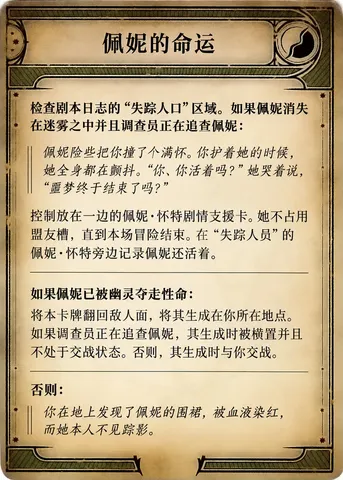 佩妮的命运
检查剧本日志的“失踪人口”区域。如果佩妮消失
在迷雾之中并且调查员正在追查佩妮：
佩妮险些把你撞了个满怀。你护着她的时候，
她全身都在颤抖。“你、你活着吗？”她哭着说，
“噩梦终于结束了吗？”
控制放在一边的佩妮·怀特剧情支援卡。她不占用
盟友槽，直到本场冒险结束。在“失踪人员”的
佩妮·怀特旁边记录佩妮还活着。
如果佩妮已被幽灵夺走性命：
将本卡牌翻回敌人面，将其生成在你所在地点。
如果调查员正在追查佩妮，其生成时被横置并且
不处于交战状态。否则，其生成时与你交战。
否则：
你在地上发现了佩妮的围裙，被血液染红，
而她本人不见踪影。